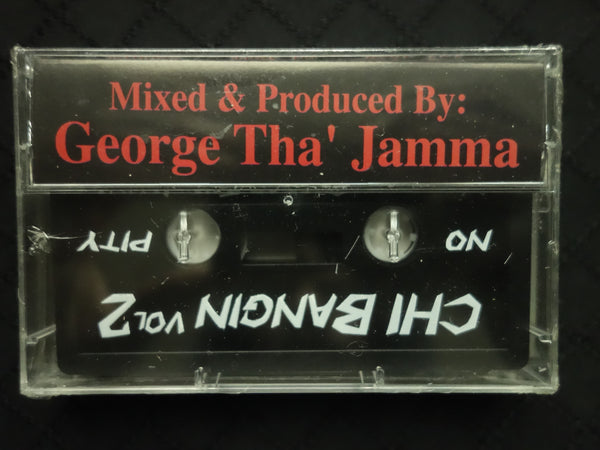 Mixed & Produced By:
George Tha' Jamma
CHI BANGIN VOL 2
NO PITY